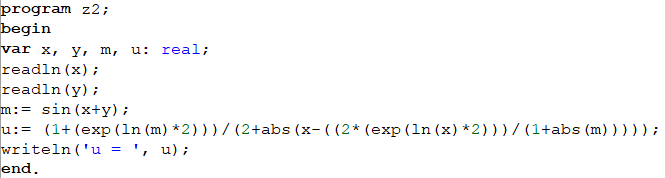 program z2;
begin
var x, y, m, u: real;
readln(x);
readln(y);
m:= sin(x+y);
u:= (1+(exp(ln(m)*2)))/(2+abs(x-((2*(exp(ln(x)*2)))/(1+abs(m)))));
writeln('u = ', u);
end.